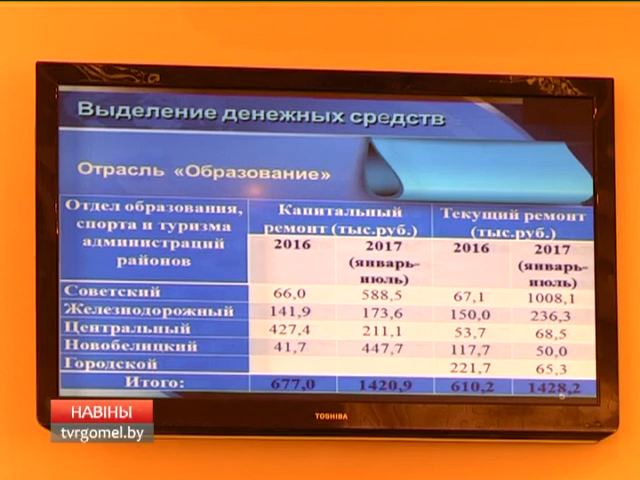 Выделение денежных средств
Отрасль «Образование»
Отдел образования, спорта и туризма администраций районов | Капитальный ремонт (тыс.руб.) | Текущий ремонт (тыс.руб.)
2016 | 2017 (январь-июль) | 2016 | 2017 (январь-июль)
Советский 66,0 588,5 67,1 1008,1
Железнодорожный 141,9 173,6 150,0 236,3
Центральный 427,4 211,1 53,7 68,5
Новобелицкий 41,7 447,7 117,7 50,0
Городской 221,7 65,3
Итого: 677,0 1420,9 610,2 1428,2
TOSHIBA
НАВІНЫ
tvrgomel.by